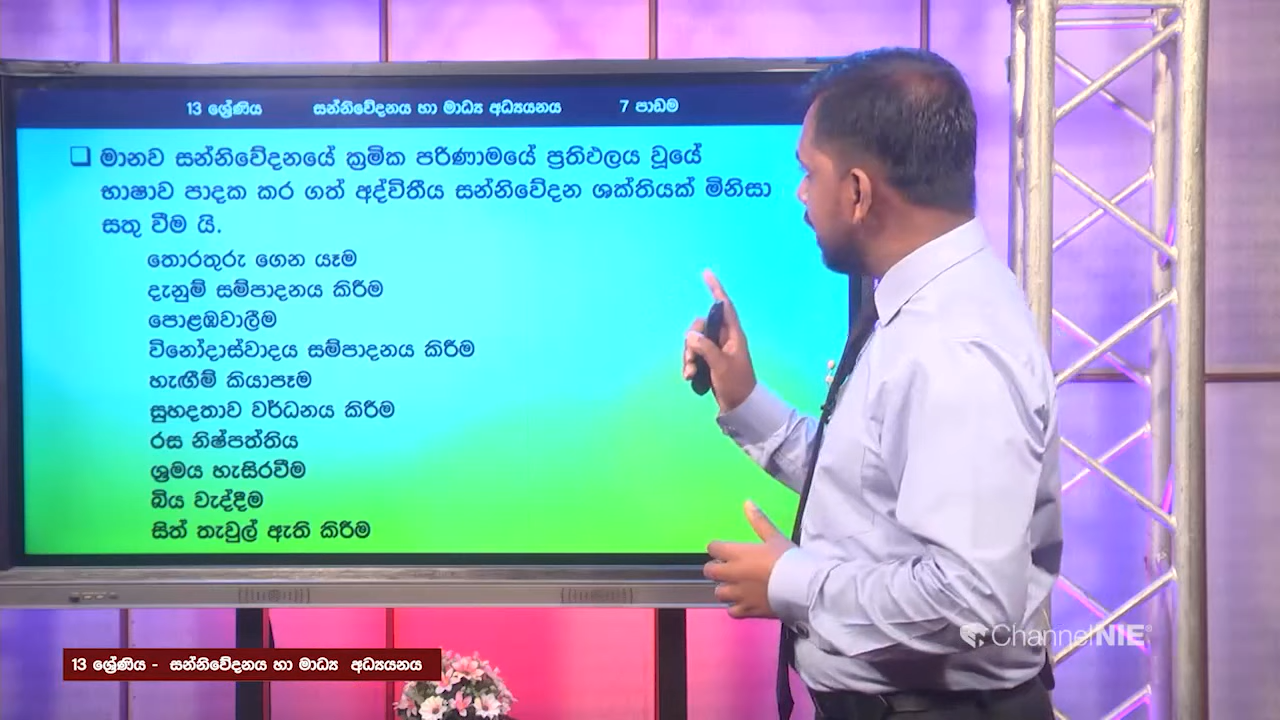 13 ශ්‍රේණිය සන්නිවේදනය හා මාධ්‍ය අධ්‍යයනය 7 පාඩම
මානව සන්නිවේදනයේ ක්‍රමික පරිණාමයේ ප්‍රතිඵලය වූයේ
භාෂාව පාදක කර ගත් අද්විතීය සන්නිවේදන ශක්තියක් මිනිසා
සතු වීම යි.
තොරතුරු ගෙන යෑම
දැනුම් සම්පාදනය කිරීම
පොළඹවාලීම
විනෝදාස්වාදය සම්පාදනය කිරීම
හැඟීම් කියාපෑම
සුහදතාව වර්ධනය කිරීම
රස නිෂ්පත්තිය
ශ්‍රමය හැසිරවීම
බිය වැද්දීම
සිත් තැවුල් ඇති කිරීම
ChannelNIE
13 ශ්‍රේණිය - සන්නිවේදනය හා මාධ්‍ය අධ්‍යයනය